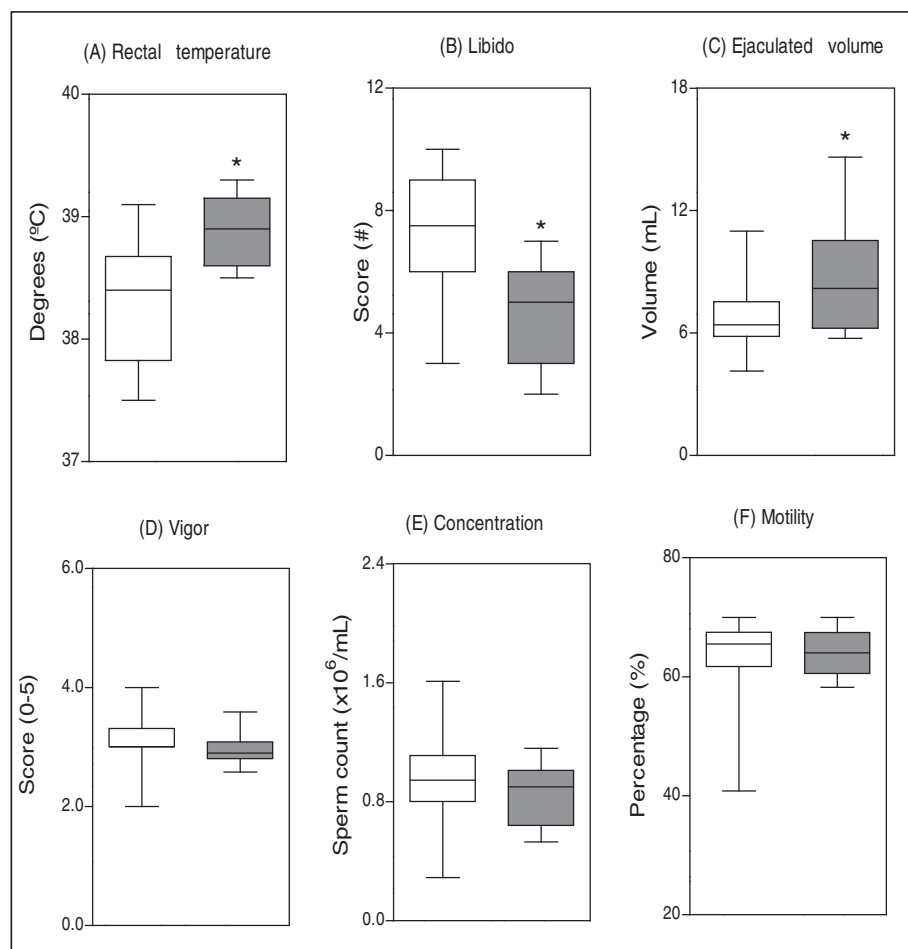 (A) Rectal temperature
Degrees (ºC)
40
39
38
37
*
(B) Libido
Score (#)
12
8
4
0
*
(C) Ejaculated volume
Volume (mL)
18
12
6
0
*
(D) Vigor
Score (0-5)
6.0
4.0
2.0
0.0
(E) Concentration
Sperm count (x10⁶/mL)
2.4
1.6
0.8
0.0
(F) Motility
Percentage (%)
80
60
40
20